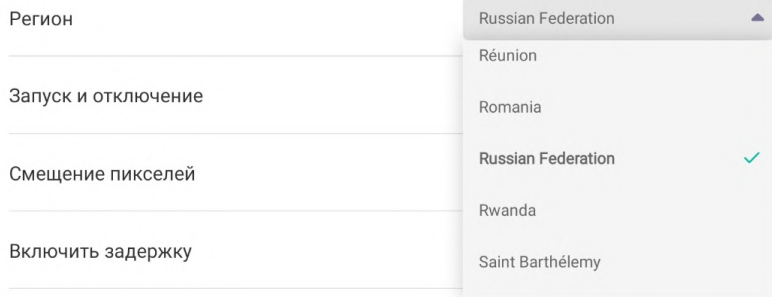 Регион
Russian Federation
Réunion
Запуск и отключение
Romania
Russian Federation
Смещение пикселей
Rwanda
Включить задержку
Saint Barthélemy